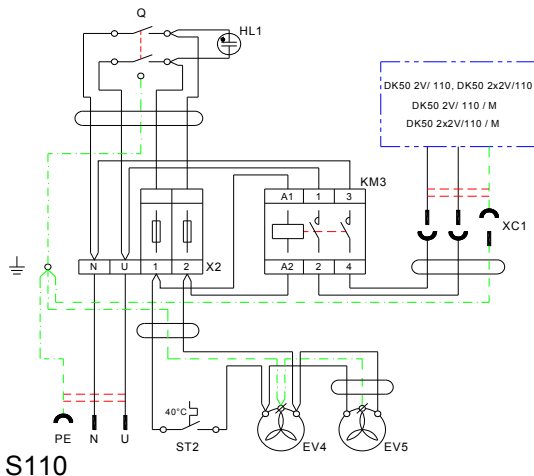 Q
HL1
DK50 2V/ 110, DK50 2x2V/110
DK50 2V/ 110 / M
DK50 2x2V/110 / M
KM3
A1 1 3
XC1
N U 1 2 X2
A2 2 4
40°C
PE N U ST2 EV4 EV5
S110